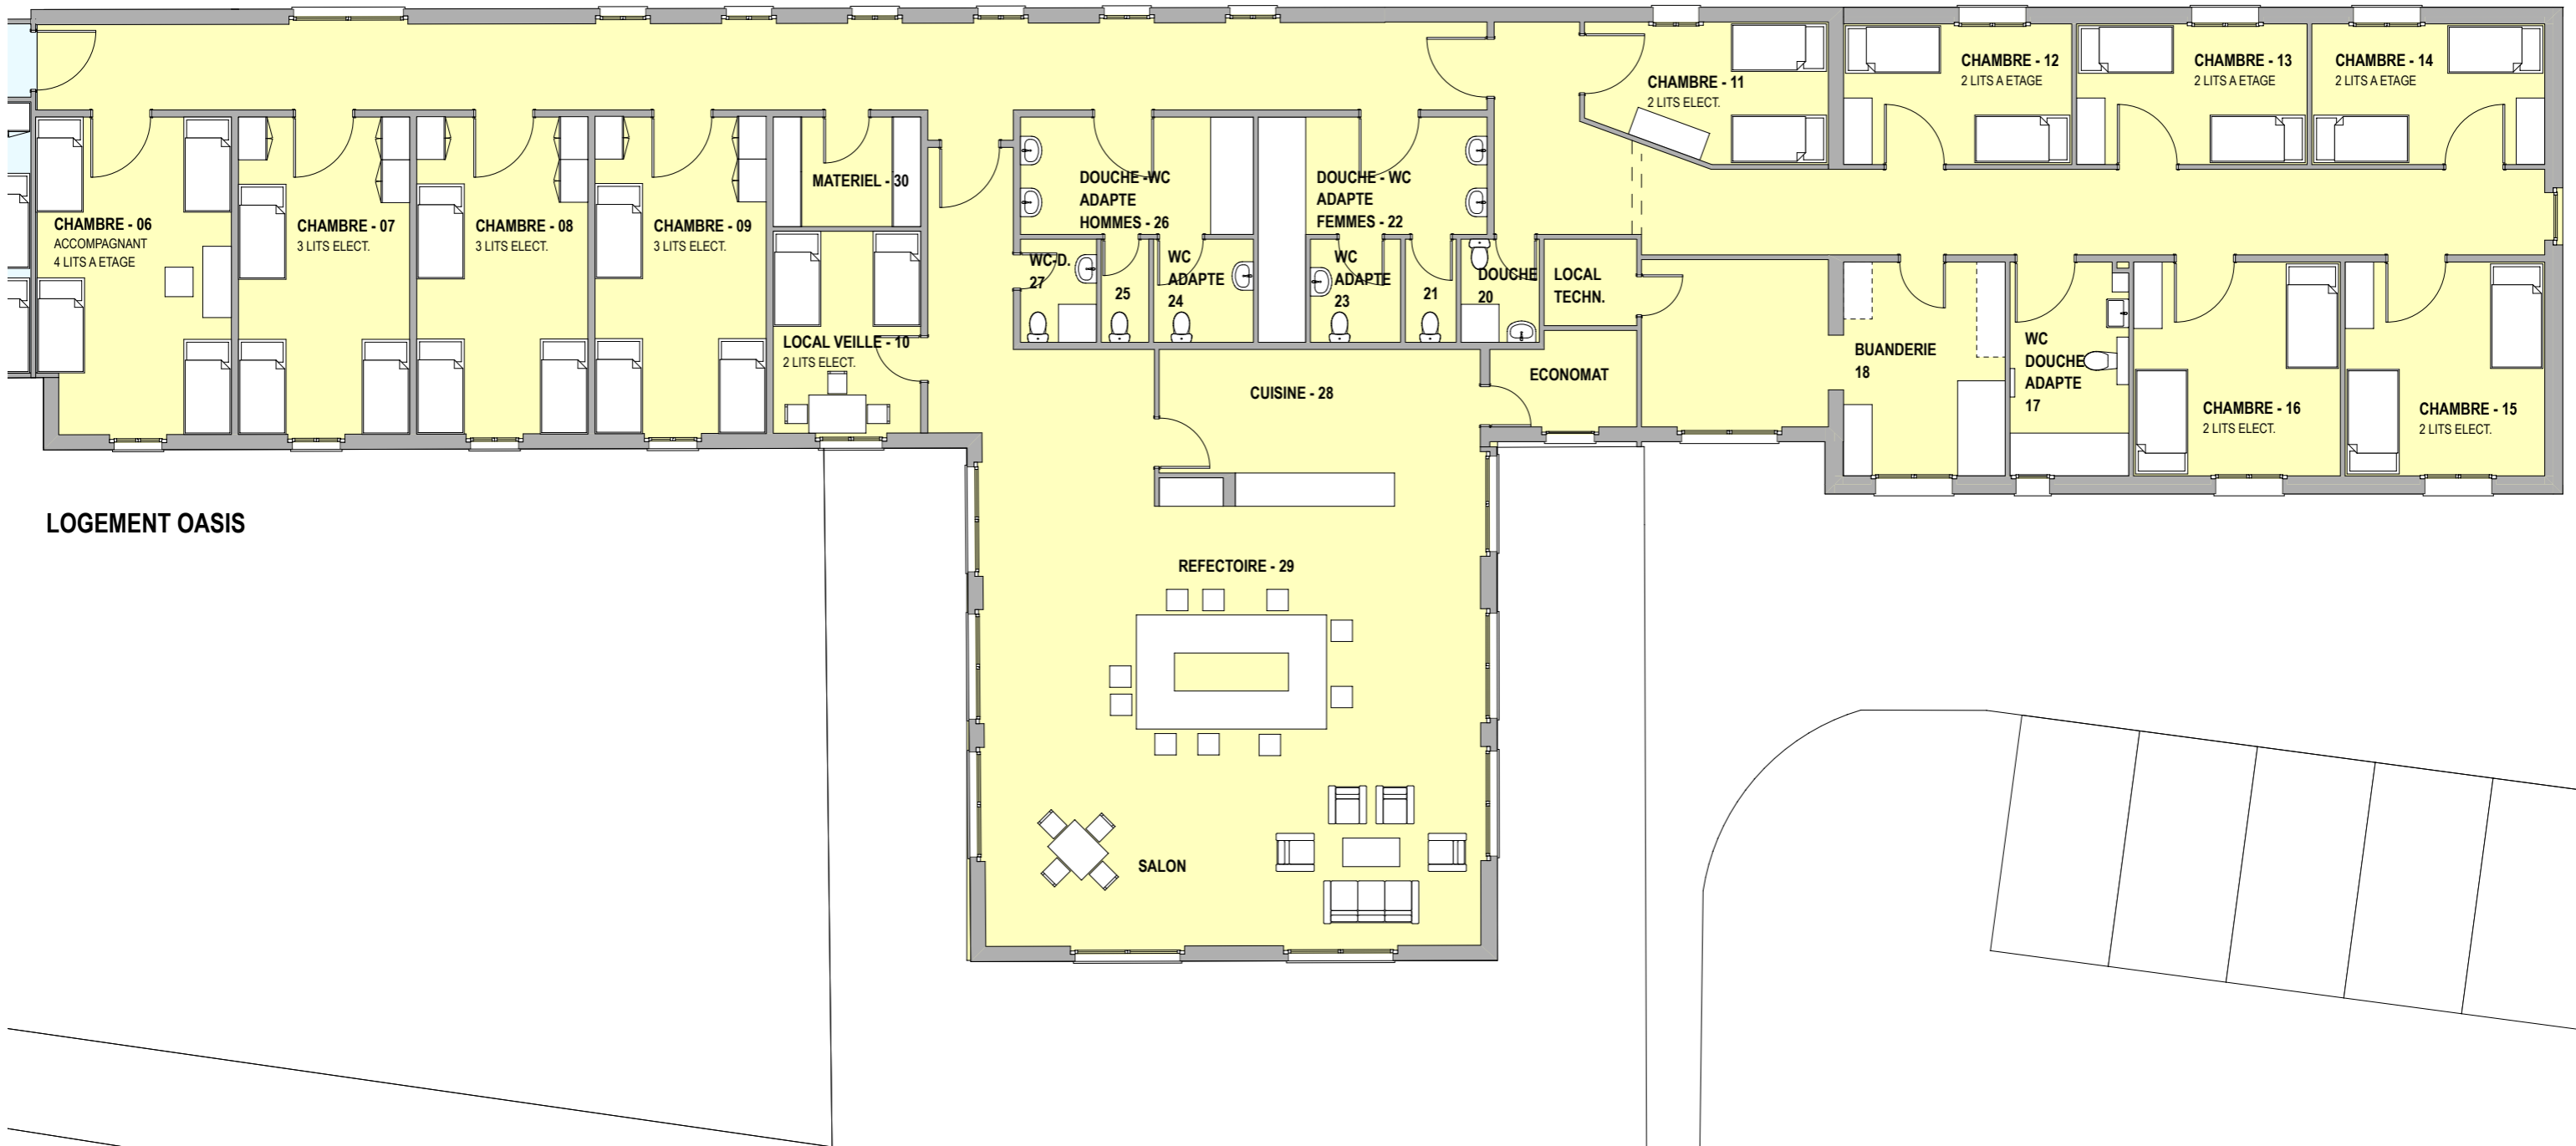 CHAMBRE - 06
ACCOMPAGNANT
4 LITS A ETAGE
CHAMBRE - 07
3 LITS ELECT.
CHAMBRE - 08
3 LITS ELECT.
CHAMBRE - 09
3 LITS ELECT.
MATERIEL - 30
LOCAL VEILLE - 10
2 LITS ELECT.
DOUCHE -WC
ADAPTE
HOMMES - 26
DOUCHE - WC
ADAPTE
FEMMES - 22
WC-D.
27
25
WC
ADAPTE
24
WC
ADAPTE
23
21
DOUCHE
20
LOCAL
TECHN.
ECONOMAT
CUISINE - 28
CHAMBRE - 11
2 LITS ELECT.
CHAMBRE - 12
2 LITS A ETAGE
CHAMBRE - 13
2 LITS A ETAGE
CHAMBRE - 14
2 LITS A ETAGE
BUANDERIE
18
WC
DOUCHE
ADAPTE
17
CHAMBRE - 16
2 LITS ELECT.
CHAMBRE - 15
2 LITS ELECT.
LOGEMENT OASIS
REFECTOIRE - 29
SALON